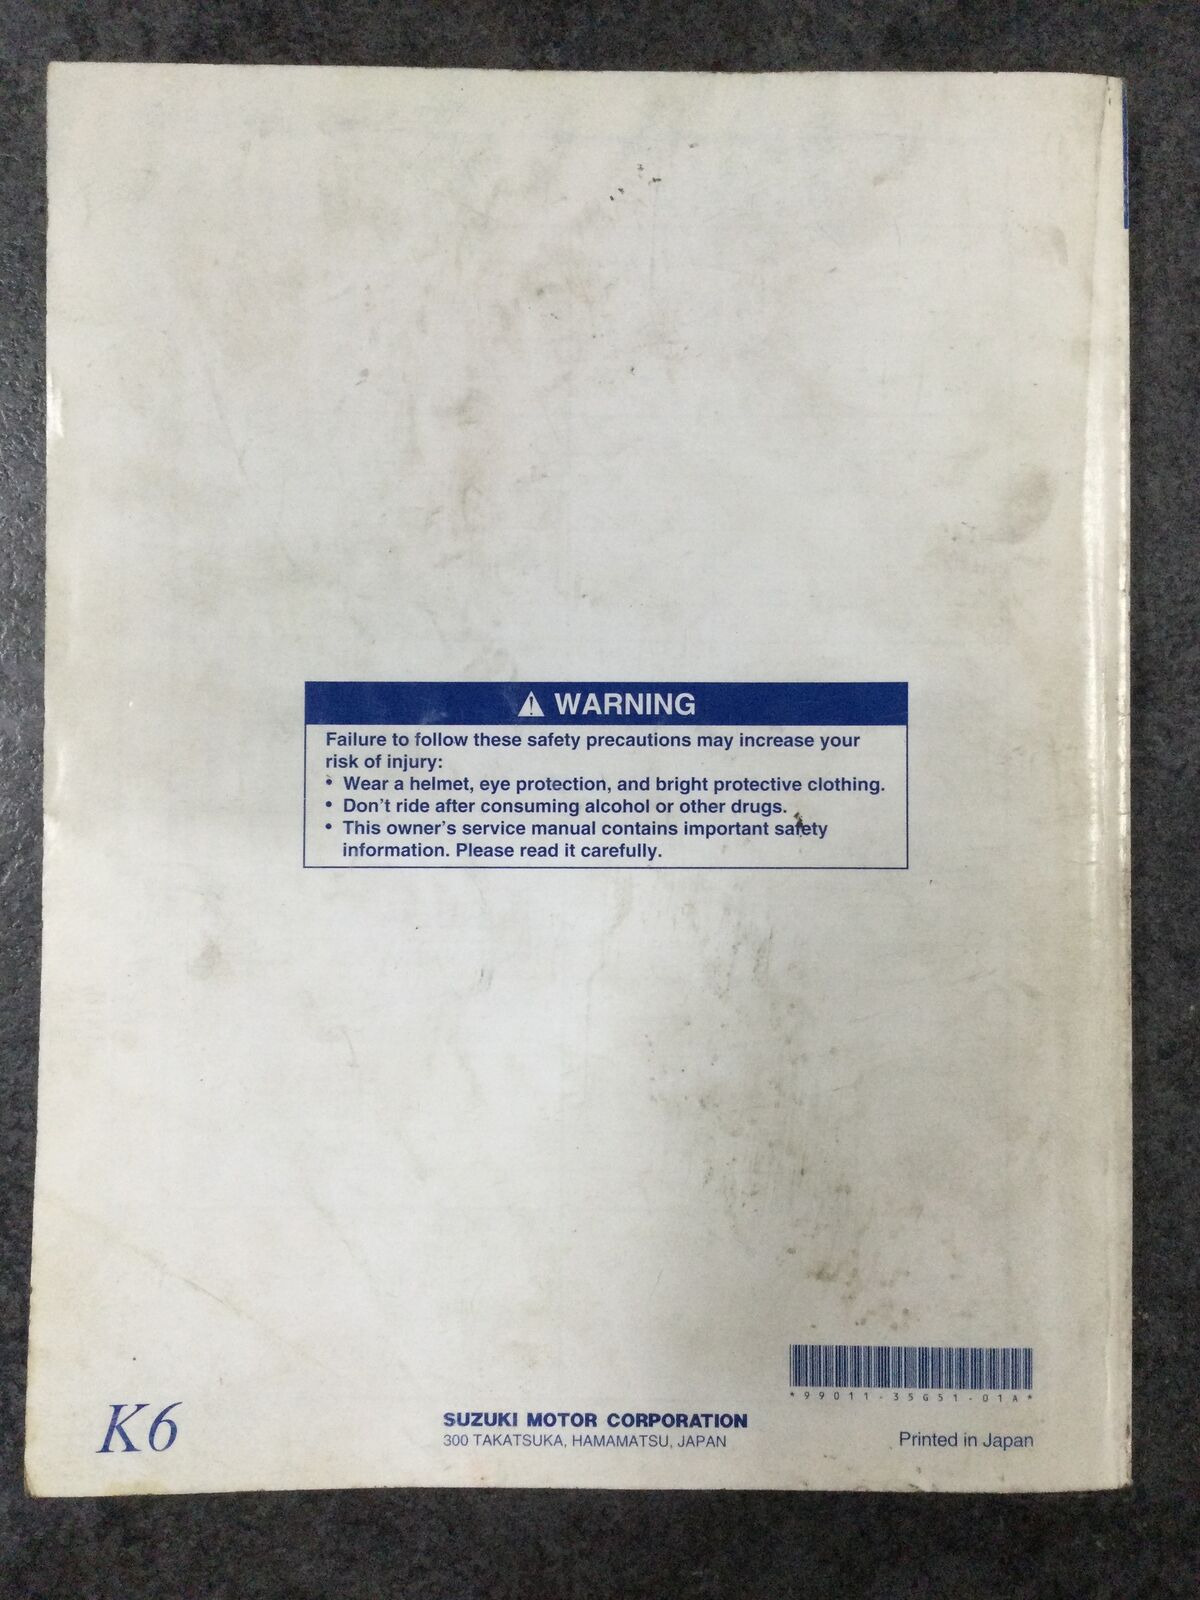 WARNING
Failure to follow these safety precautions may increase your
risk of injury:
• Wear a helmet, eye protection, and bright protective clothing.
• Don't ride after consuming alcohol or other drugs.
• This owner's service manual contains important safety
information. Please read it carefully.
*99011-35G51-01A*
K6
SUZUKI MOTOR CORPORATION
300 TAKATSUKA, HAMAMATSU, JAPAN
Printed in Japan